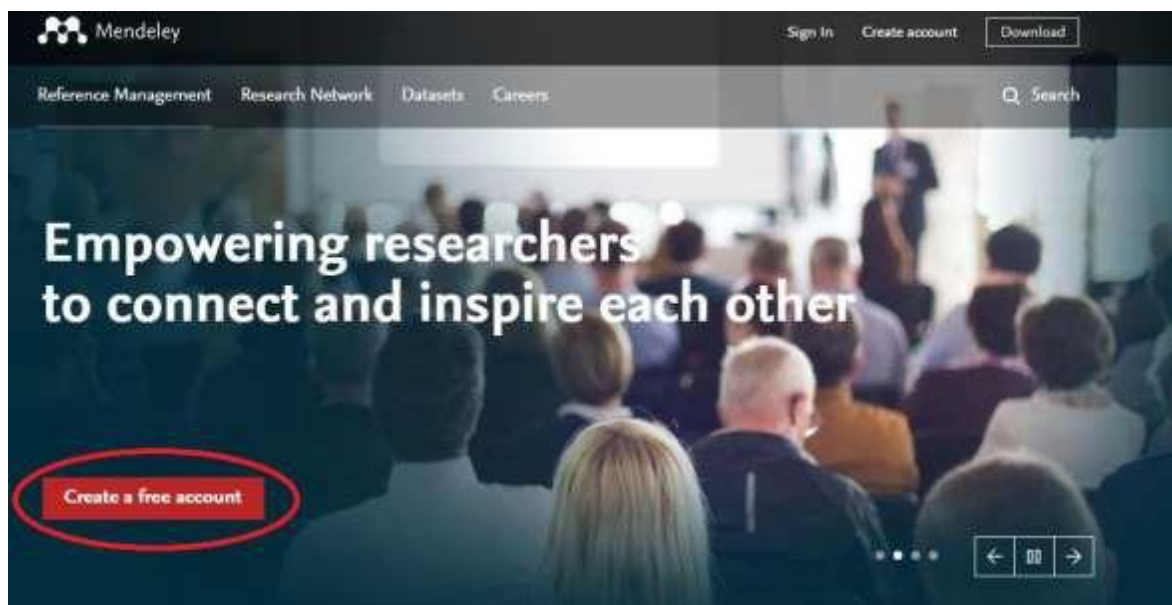 Mendeley
Sign In Create account Download
Reference Management Research Network Datasets Careers
Search
Empowering researchers
to connect and inspire each other
Create a free account